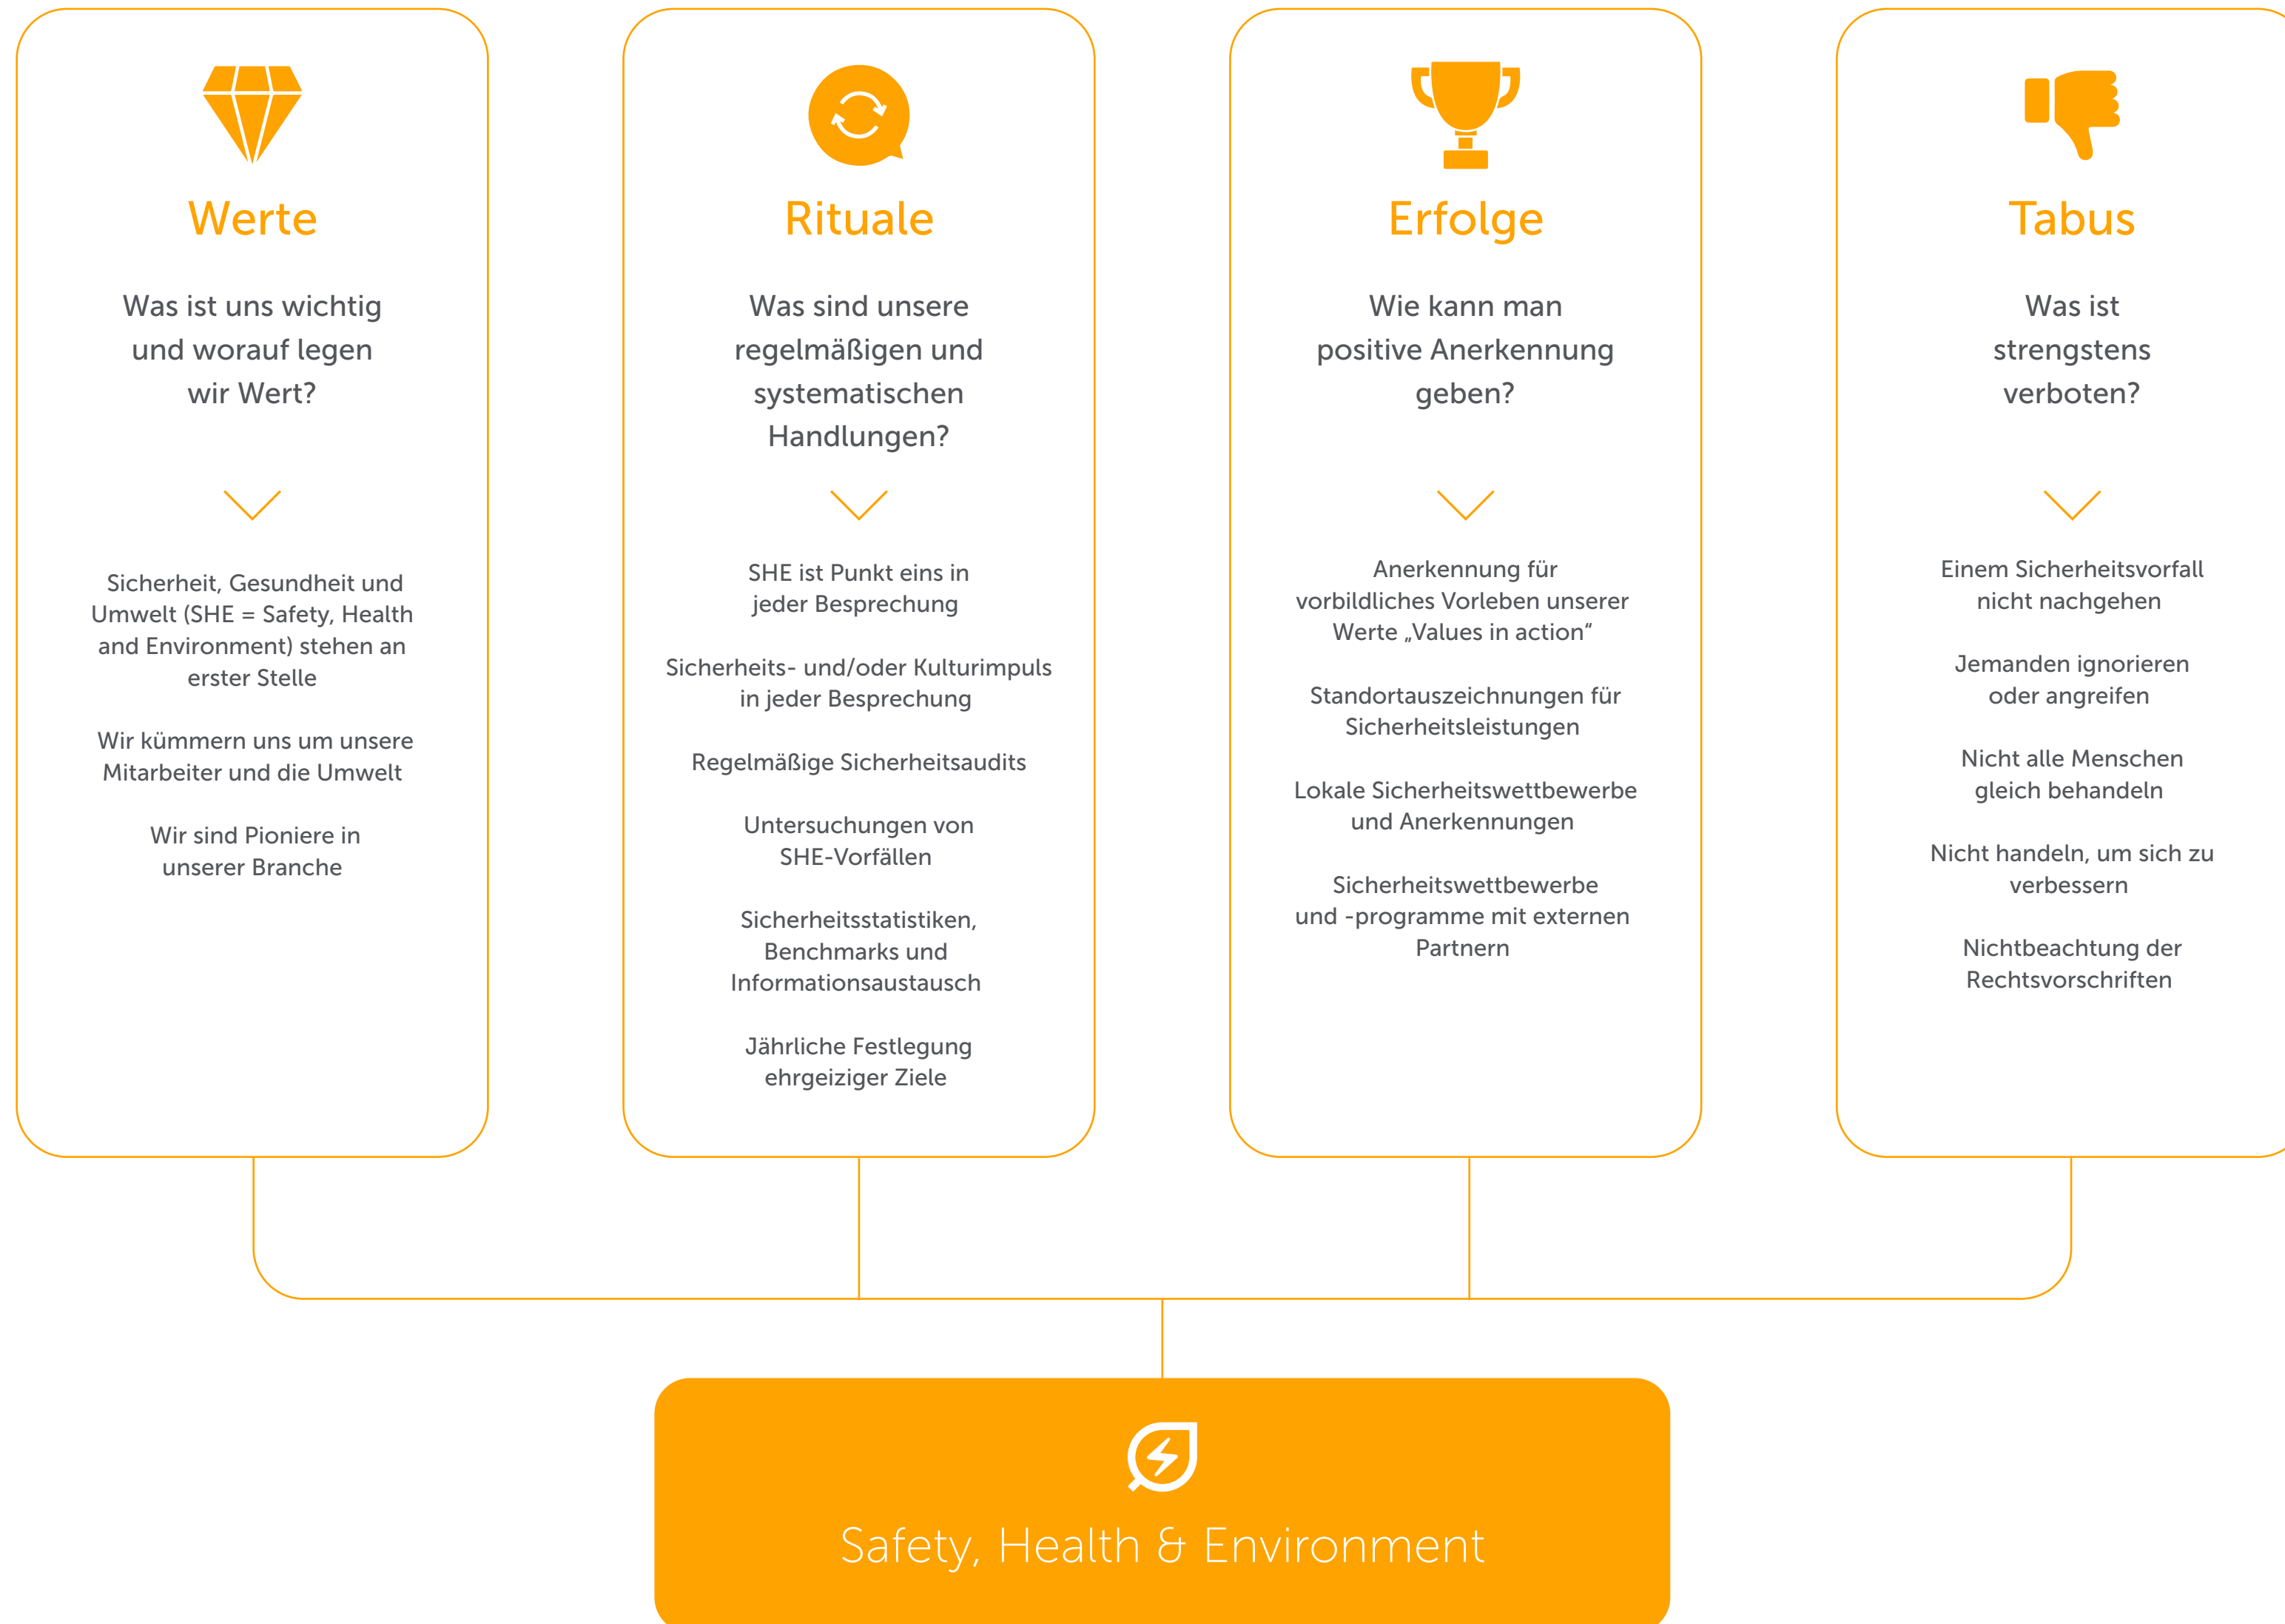 Werte
Was ist uns wichtig
und worauf legen
wir Wert?
Sicherheit, Gesundheit und
Umwelt (SHE = Safety, Health
and Environment) stehen an
erster Stelle
Wir kümmern uns um unsere
Mitarbeiter und die Umwelt
Wir sind Pioniere in
unserer Branche
Rituale
Was sind unsere
regelmäßigen und
systematischen
Handlungen?
SHE ist Punkt eins in
jeder Besprechung
Sicherheits- und/oder Kulturimpuls
in jeder Besprechung
Regelmäßige Sicherheitsaudits
Untersuchungen von
SHE-Vorfällen
Sicherheitsstatistiken,
Benchmarks und
Informationsaustausch
Jährliche Festlegung
ehrgeiziger Ziele
Erfolge
Wie kann man
positive Anerkennung
geben?
Anerkennung für
vorbildliches Vorleben unserer
Werte „Values in action“
Standortauszeichnungen für
Sicherheitsleistungen
Lokale Sicherheitswettbewerbe
und Anerkennungen
Sicherheitswettbewerbe
und -programme mit externen
Partnern
Tabus
Was ist
strengstens
verboten?
Einem Sicherheitsvorfall
nicht nachgehen
Jemanden ignorieren
oder angreifen
Nicht alle Menschen
gleich behandeln
Nicht handeln, um sich zu
verbessern
Nichtbeachtung der
Rechtsvorschriften
Safety, Health & Environment